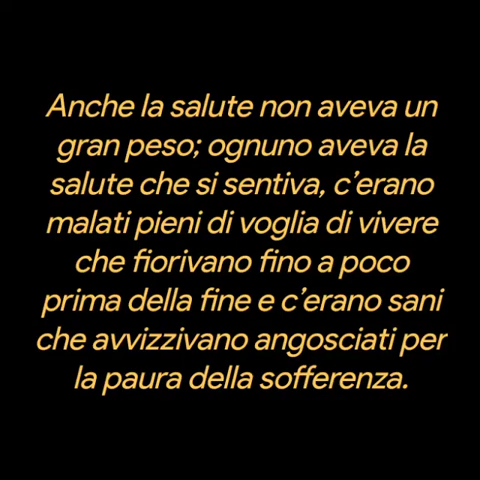 Anche la salute non aveva un
gran peso; ognuno aveva la
salute che si sentiva, c’erano
malati pieni di voglia di vivere
che fiorivano fino a poco
prima della fine e c’erano sani
che avvizzivano angosciati per
la paura della sofferenza.